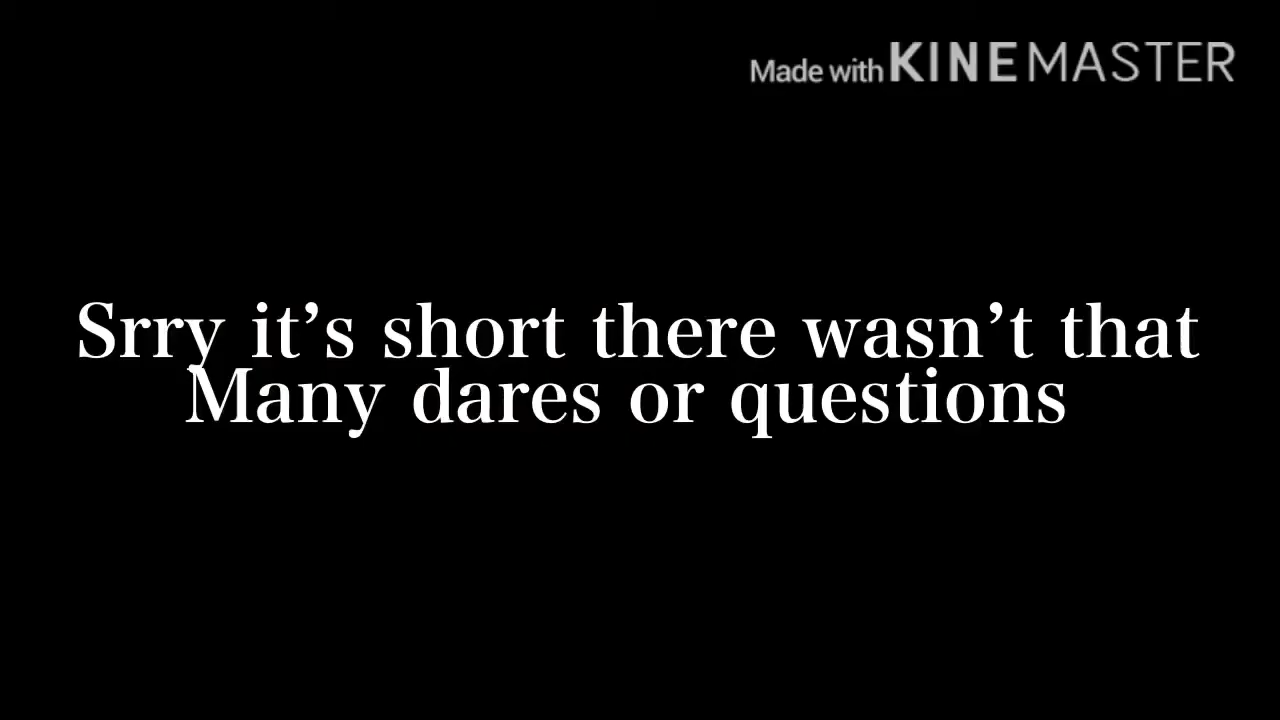 Made with KINEMASTER
Srry it’s short there wasn’t that
Many dares or questions